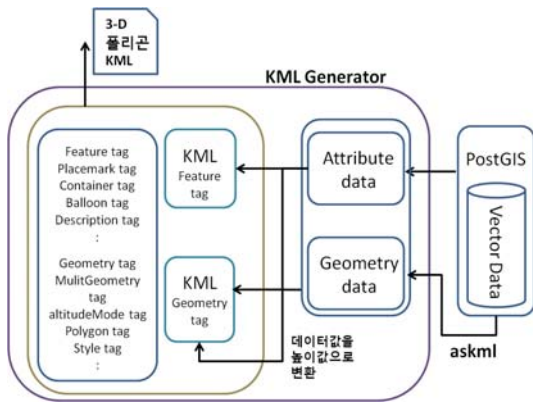 3-D
폴리곤
KML
KML Generator
Feature tag
Placemark tag
Container tag
Balloon tag
Description tag
:
Geometry tag
MulitGeometry
tag
altitudeMode tag
Polygon tag
Style tag
:
KML
Feature
tag
KML
Geometry
tag
Attribute
data
Geometry
data
데이터값을
높이값으로
변환
PostGIS
Vector Data
askml